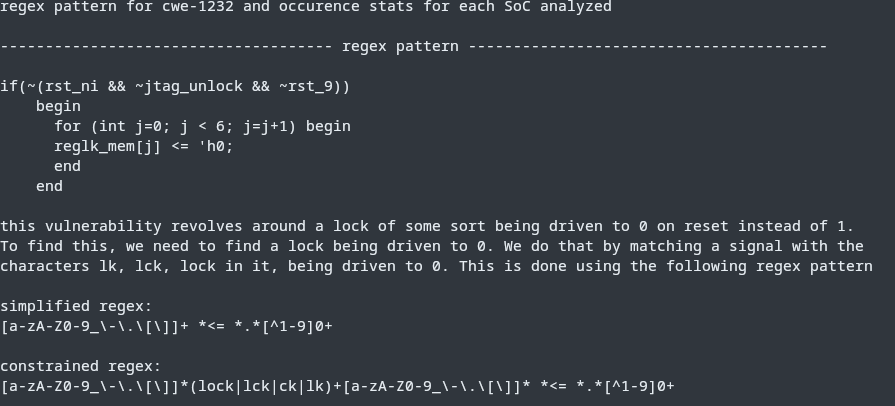 regex pattern for cwe-1232 and occurence stats for each SoC analyzed
------------------------------------- regex pattern ----------------------------------------
if(~(rst_ni && ~jtag_unlock && ~rst_9))
begin
for (int j=0; j < 6; j=j+1) begin
reglk_mem[j] <= 'h0;
end
end
this vulnerability revolves around a lock of some sort being driven to 0 on reset instead of 1.
To find this, we need to find a lock being driven to 0. We do that by matching a signal with the
characters lk, lck, lock in it, being driven to 0. This is done using the following regex pattern
simplified regex:
[a-zA-Z0-9_\-\.\[\]]+ *<= *.*[^1-9]0+
constrained regex:
[a-zA-Z0-9_\-\.\[\]]*(lock|lck|ck|lk)+[a-zA-Z0-9_\-\.\[\]]* *<= *.*[^1-9]0+